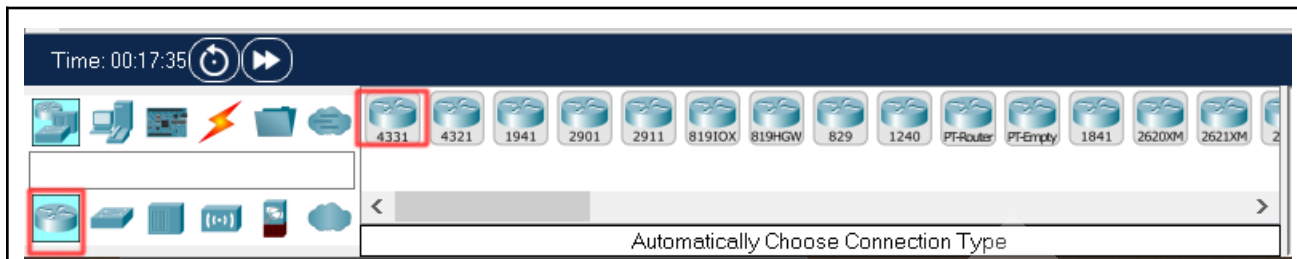 Time: 00:17:35
4331 4321 1941 2901 2911 819IOX 819HGW 829 1240 PT-Router PT-Empty 1841 2620XM 2621XM 2
Automatically Choose Connection Type